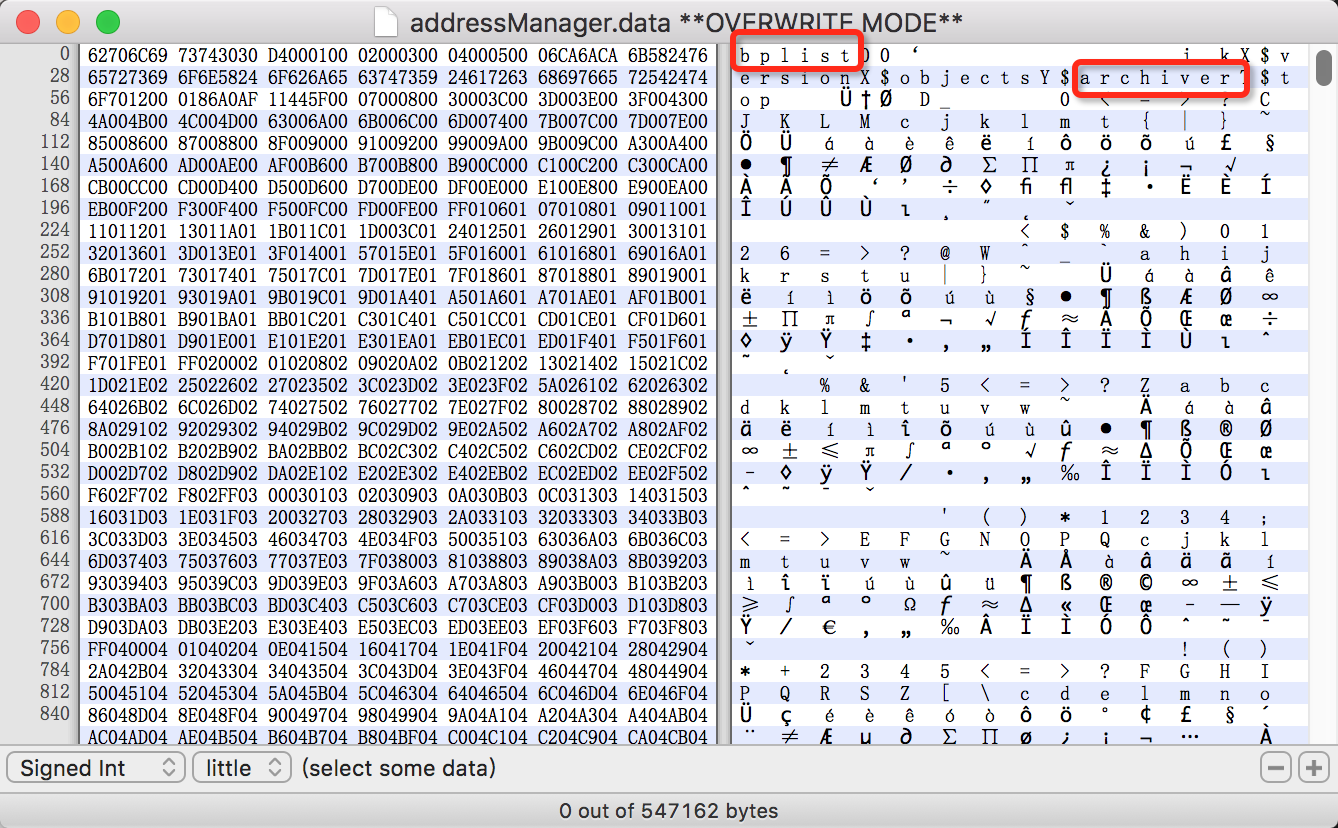 addressManager.data **OVERWRITE MODE**
0 62706C69 73743030 D4000100 02000300 04000500 06CA6ACA 6B582476 bplist00 ‘ j kX$v
28 65727369 6F6E5824 6F626A65 63747359 24617263 68697665 72542474 ersionX$objectsY$archiverT$t
56 6F701200 0186A0AF 11445F00 07000800 30003C00 3D003E00 3F004300 op Ü†Ø D_ 0 < = > ? C
84 4A004B00 4C004D00 63006A00 6B006C00 6D007400 7B007C00 7D007E00 J K L M c j k l m t { | } ~
112 85008600 87008800 8F009000 91009200 99009A00 9B009C00 A300A400 Ö Ü á à è ê ë í ô ö õ ú £ §
140 A500A600 AD00AE00 AF00B600 B700B800 B900C000 C100C200 C300CA00 • ¶ ≠ Æ Ø ∂ ∑ ∏ π ¿ ¡ ¬ √
168 CB00CC00 CD00D400 D500D600 D700DE00 DF00E000 E100E800 E900EA00 À Ã Õ ‘ ’ ÷ ◊ ﬁ ﬂ ‡ · Ë È Í
196 EB00F200 F300F400 F500FC00 FD00FE00 FF010601 07010801 09011001 Î Ú Û Ù ı ¸ ˝ ˛ ˇ
224 11011201 13011A01 1B011C01 1D003C01 24012501 26012901 30013101 < $ % & ) 0 1
252 32013601 3D013E01 3F014001 57015E01 5F016001 61016801 69016A01 2 6 = > ? @ W ^ _ ` a h i j
280 6B017201 73017401 75017C01 7D017E01 7F018601 87018801 89019001 k r s t u | } ~ Ü á à â ê
308 91019201 93019A01 9B019C01 9D01A401 A501A601 A701AE01 AF01B001 ë í ì ö õ ú ù § • ¶ ß Æ Ø ∞
336 B101B801 B901BA01 BB01C201 C301C401 C501CC01 CD01CE01 CF01D601 ± ∏ π ∫ ª ¬ √ ƒ ≈ Ã Õ Œ œ ÷
364 D701D801 D901E001 E101E201 E301EA01 EB01EC01 ED01F401 F501F601 ◊ ÿ Ÿ ‡ · ‚ „ Í Î Ï Ì Ù ı ˆ
392 F701FE01 FF020002 01020802 09020A02 0B021202 13021402 15021C02 ˜ ˛ ˇ
420 1D021E02 25022602 27023502 3C023D02 3E023F02 5A026102 62026302 % & ' 5 < = > ? Z a b c
448 64026B02 6C026D02 74027502 76027702 7E027F02 80028702 88028902 d k l m t u v w ~ Ä á à â
476 8A029102 92029302 94029B02 9C029D02 9E02A502 A602A702 A802AF02 ä ë í ì î õ ú ù û • ¶ ß ® Ø
504 B002B102 B202B902 BA02BB02 BC02C302 C402C502 C602CD02 CE02CF02 ∞ ± ≤ π ∫ ª º √ ƒ ≈ ∆ Õ Œ œ
532 D002D702 D802D902 DA02E102 E202E302 E402EB02 EC02ED02 EE02F502 – ◊ ÿ Ÿ ⁄ · ‚ „ ‰ Î Ï Ì Ó ı
560 F602F702 F802FF03 00030103 02030903 0A030B03 0C031303 14031503 ˆ ˜ ¯ ˇ
588 16031D03 1E031F03 20032703 28032903 2A033103 32033303 34033B03 ' ( ) * 1 2 3 4 ;
616 3C033D03 3E034503 46034703 4E034F03 50035103 63036A03 6B036C03 < = > E F G N O P Q c j k l
644 6D037403 75037603 77037E03 7F038003 81038803 89038A03 8B039203 m t u v w ~ Ä Å à â ä ã í
672 93039403 95039C03 9D039E03 9F03A603 A703A803 A903B003 B103B203 ì î ï ú ù û ü ¶ ß ® © ∞ ± ≤
700 B303BA03 BB03BC03 BD03C403 C503C603 C703CE03 CF03D003 D103D803 ≥ ∫ ª º Ω ƒ ≈ ∆ « Œ œ – — ÿ
728 D903DA03 DB03E203 E303E403 E503EC03 ED03EE03 EF03F603 F703F803 Ÿ ⁄ € ‚ „ ‰ Â Ï Ì Ó Ô ˆ ˜ ¯
756 FF040004 01040204 0E041504 16041704 1E041F04 20042104 28042904 ˇ ! ( )
784 2A042B04 32043304 34043504 3C043D04 3E043F04 46044704 48044904 * + 2 3 4 5 < = > ? F G H I
812 50045104 52045304 5A045B04 5C046304 64046504 6C046D04 6E046F04 P Q R S Z [ \ c d e l m n o
840 86048D04 8E048F04 90049704 98049904 9A04A104 A204A304 A404AB04 Ü ç é è ê ó ò ô ö ° ¢ £ § ´
AC04AD04 AE04B504 B604B704 B804BF04 C004C104 C204C904 CA04CB04 ¨ ≠ Æ µ ∂ ∑ ∏ ø ¿ ¡ ¬ … À
Signed Int little (select some data)
0 out of 547162 bytes